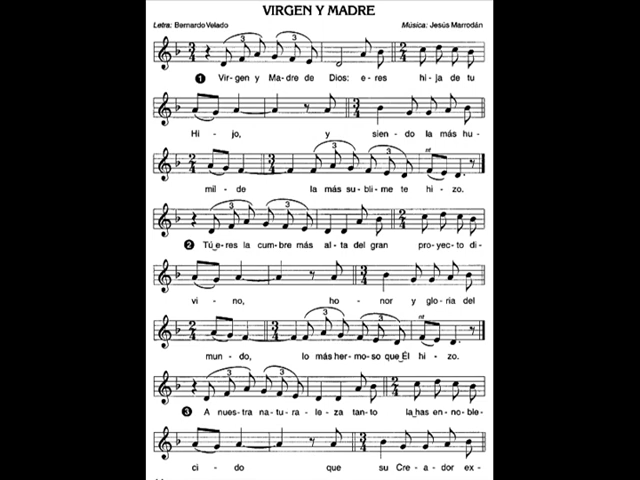 VIRGEN Y MADRE
Letra: Bernardo Velado Música: Jesús Marrodán
1 Vir-gen y Ma-dre de Dios: e-res hi-ja de tu
Hi-jo, y sien-do la más hu-
mil-de la más su-bli-me te hizo.
2 Tú e-res la cum-bre más al-ta del gran pro-yec-to di-
vi-no, ho-nor y glo-ria del
mun-do, lo más her-mo-so que Él hizo.
3 A nues-tra na-tu-ra-le-za tan-to la has en-no-ble-
ci-do que su Cre-a-dor ex-